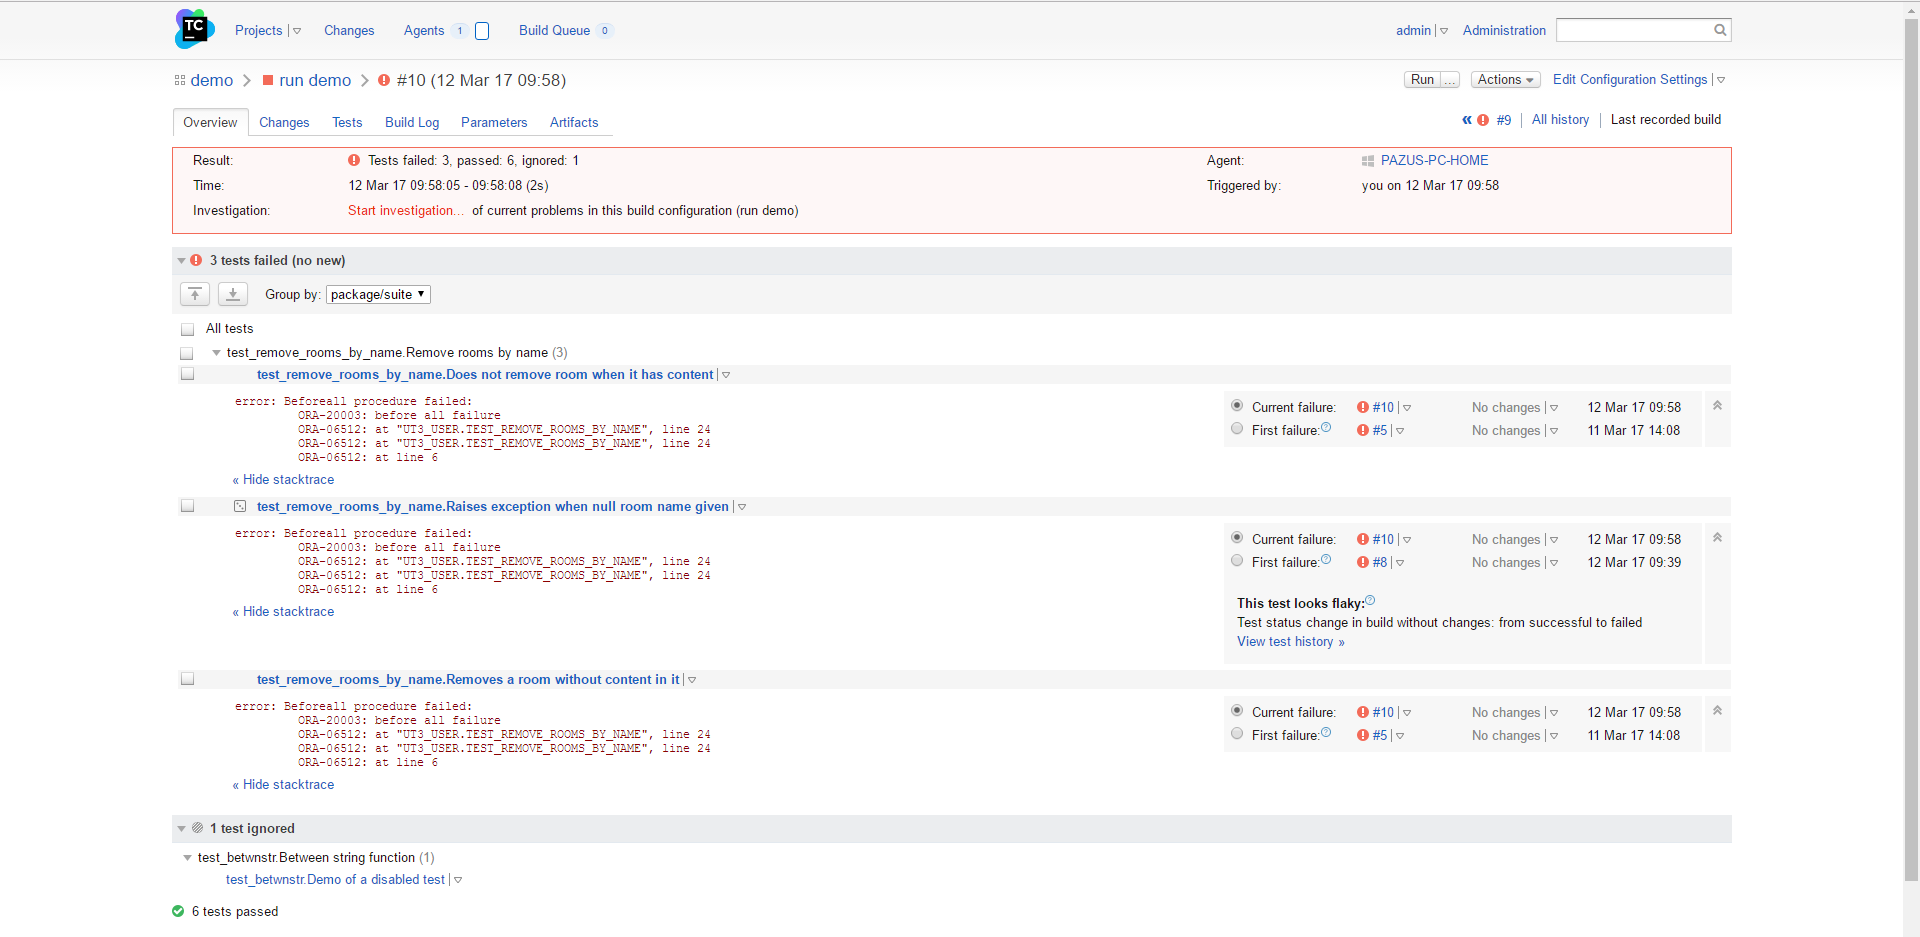 TC
Projects
Changes
Agents 1
Build Queue 0
admin
Administration
demo
run demo
#10 (12 Mar 17 09:58)
Run ...
Actions
Edit Configuration Settings
Overview
Changes
Tests
Build Log
Parameters
Artifacts
« #9
All history
Last recorded build
Result: Tests failed: 3, passed: 6, ignored: 1
Agent: PAZUS-PC-HOME
Time: 12 Mar 17 09:58:05 - 09:58:08 (2s)
Triggered by: you on 12 Mar 17 09:58
Investigation: Start investigation... of current problems in this build configuration (run demo)
3 tests failed (no new)
Group by: package/suite
All tests
test_remove_rooms_by_name.Remove rooms by name (3)
test_remove_rooms_by_name.Does not remove room when it has content
error: Beforeall procedure failed:
ORA-20003: before all failure
ORA-06512: at "UT3_USER.TEST_REMOVE_ROOMS_BY_NAME", line 24
ORA-06512: at "UT3_USER.TEST_REMOVE_ROOMS_BY_NAME", line 24
ORA-06512: at line 6
« Hide stacktrace
Current failure: #10 No changes 12 Mar 17 09:58
First failure:? #5 No changes 11 Mar 17 14:08
test_remove_rooms_by_name.Raises exception when null room name given
error: Beforeall procedure failed:
ORA-20003: before all failure
ORA-06512: at "UT3_USER.TEST_REMOVE_ROOMS_BY_NAME", line 24
ORA-06512: at "UT3_USER.TEST_REMOVE_ROOMS_BY_NAME", line 24
ORA-06512: at line 6
« Hide stacktrace
Current failure: #10 No changes 12 Mar 17 09:58
First failure:? #8 No changes 12 Mar 17 09:39
This test looks flaky:?
Test status change in build without changes: from successful to failed
View test history »
test_remove_rooms_by_name.Removes a room without content in it
error: Beforeall procedure failed:
ORA-20003: before all failure
ORA-06512: at "UT3_USER.TEST_REMOVE_ROOMS_BY_NAME", line 24
ORA-06512: at "UT3_USER.TEST_REMOVE_ROOMS_BY_NAME", line 24
ORA-06512: at line 6
« Hide stacktrace
Current failure: #10 No changes 12 Mar 17 09:58
First failure:? #5 No changes 11 Mar 17 14:08
1 test ignored
test_betwnstr.Between string function (1)
test_betwnstr.Demo of a disabled test
6 tests passed